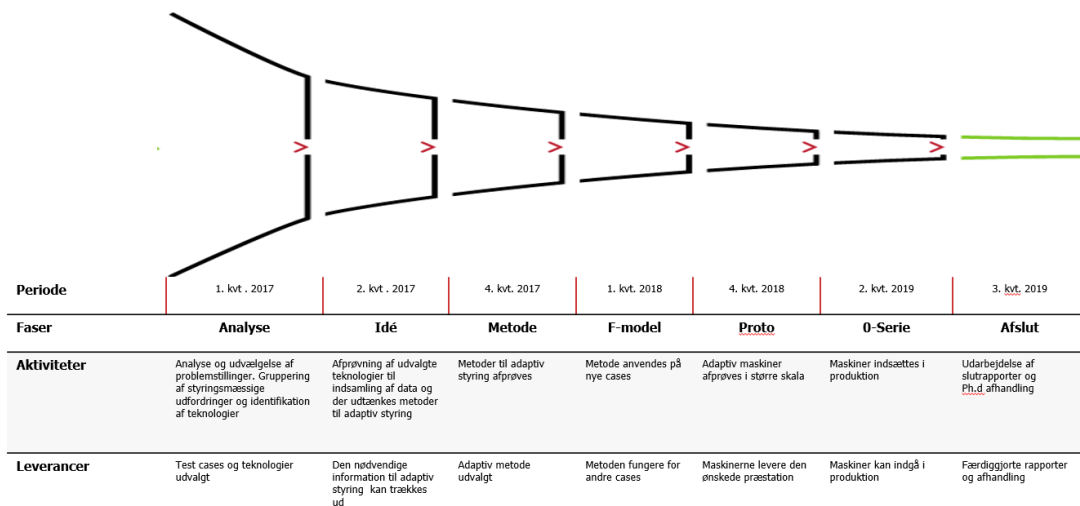 Periode
1. kvt . 2017
2. kvt . 2017
4. kvt. 2017
1. kvt. 2018
4. kvt. 2018
2. kvt. 2019
3. kvt. 2019
Faser
Analyse
Idé
Metode
F-model
Proto
0-Serie
Afslut
Aktiviteter
Analyse og udvælgelse af
problemstillinger. Gruppering
af styringsmæssige
udfordringer og identifikation
af teknologier
Afprøvning af udvalgte
teknologier til
indsamling af data og
der udtænkes metoder
til adaptiv styring
Metoder til adaptiv
styring afprøves
Metode anvendes på
nye cases
Adaptiv maskiner
afprøves i større skala
Maskiner indsættes i
produktion
Udarbejdelse af
slutrapporter og
Ph.d afhandling
Leverancer
Test cases og teknologier
udvalgt
Den nødvendige
information til adaptiv
styring kan trækkes
ud
Adaptiv metode
udvalgt
Metoden fungere for
andre cases
Maskinerne levere den
ønskede præstation
Maskiner kan indgå i
produktion
Færdiggjorte rapporter
og afhandling